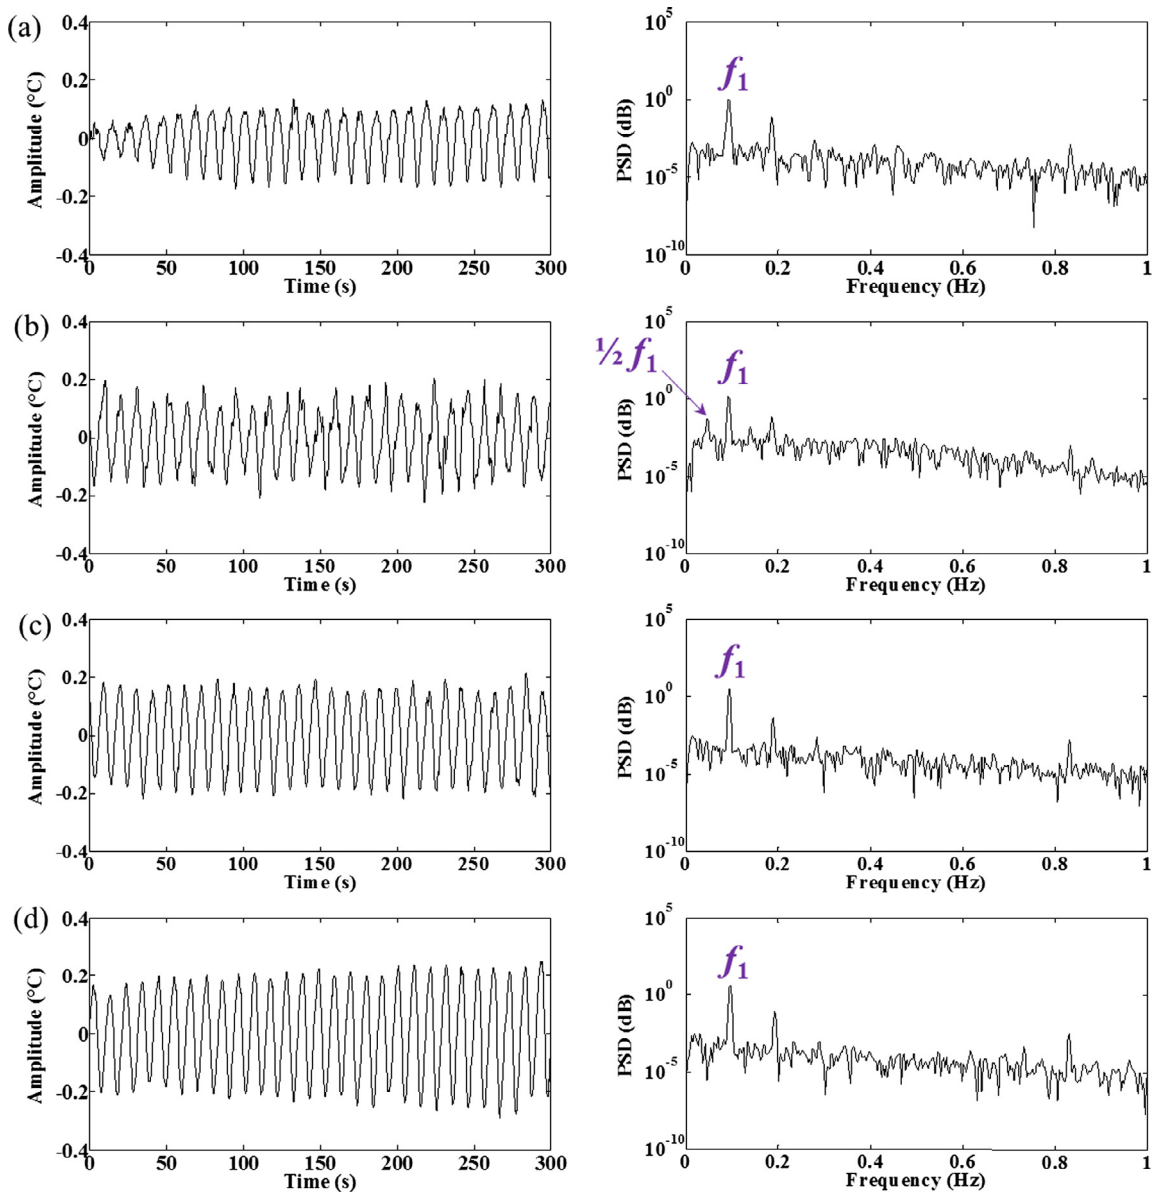 (a)
0.4
0.2
0
-0.2
-0.4
Amplitude (°C)
0 50 100 150 200 250 300
Time (s)
10^5
10^0
10^-5
10^-10
PSD (dB)
f₁
0 0.2 0.4 0.6 0.8 1
Frequency (Hz)
(b)
0.4
0.2
0
-0.2
-0.4
Amplitude (°C)
0 50 100 150 200 250 300
Time (s)
10^5
10^0
10^-5
10^-10
PSD (dB)
½ f₁
f₁
0 0.2 0.4 0.6 0.8 1
Frequency (Hz)
(c)
0.4
0.2
0
-0.2
-0.4
Amplitude (°C)
0 50 100 150 200 250 300
Time (s)
10^5
10^0
10^-5
10^-10
PSD (dB)
f₁
0 0.2 0.4 0.6 0.8 1
Frequency (Hz)
(d)
0.4
0.2
0
-0.2
-0.4
Amplitude (°C)
0 50 100 150 200 250 300
Time (s)
10^5
10^0
10^-5
10^-10
PSD (dB)
f₁
0 0.2 0.4 0.6 0.8 1
Frequency (Hz)